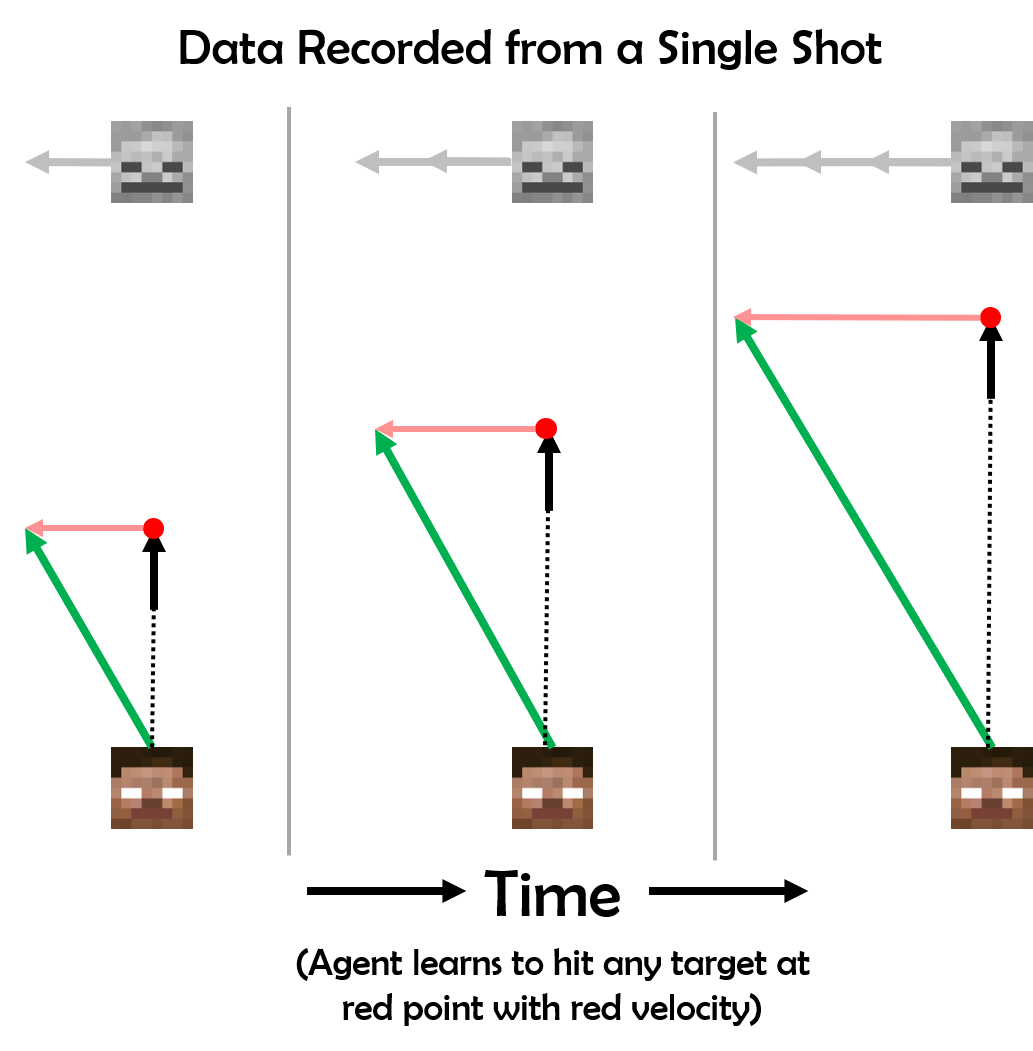 Data Recorded from a Single Shot
Time
(Agent learns to hit any target at
red point with red velocity)